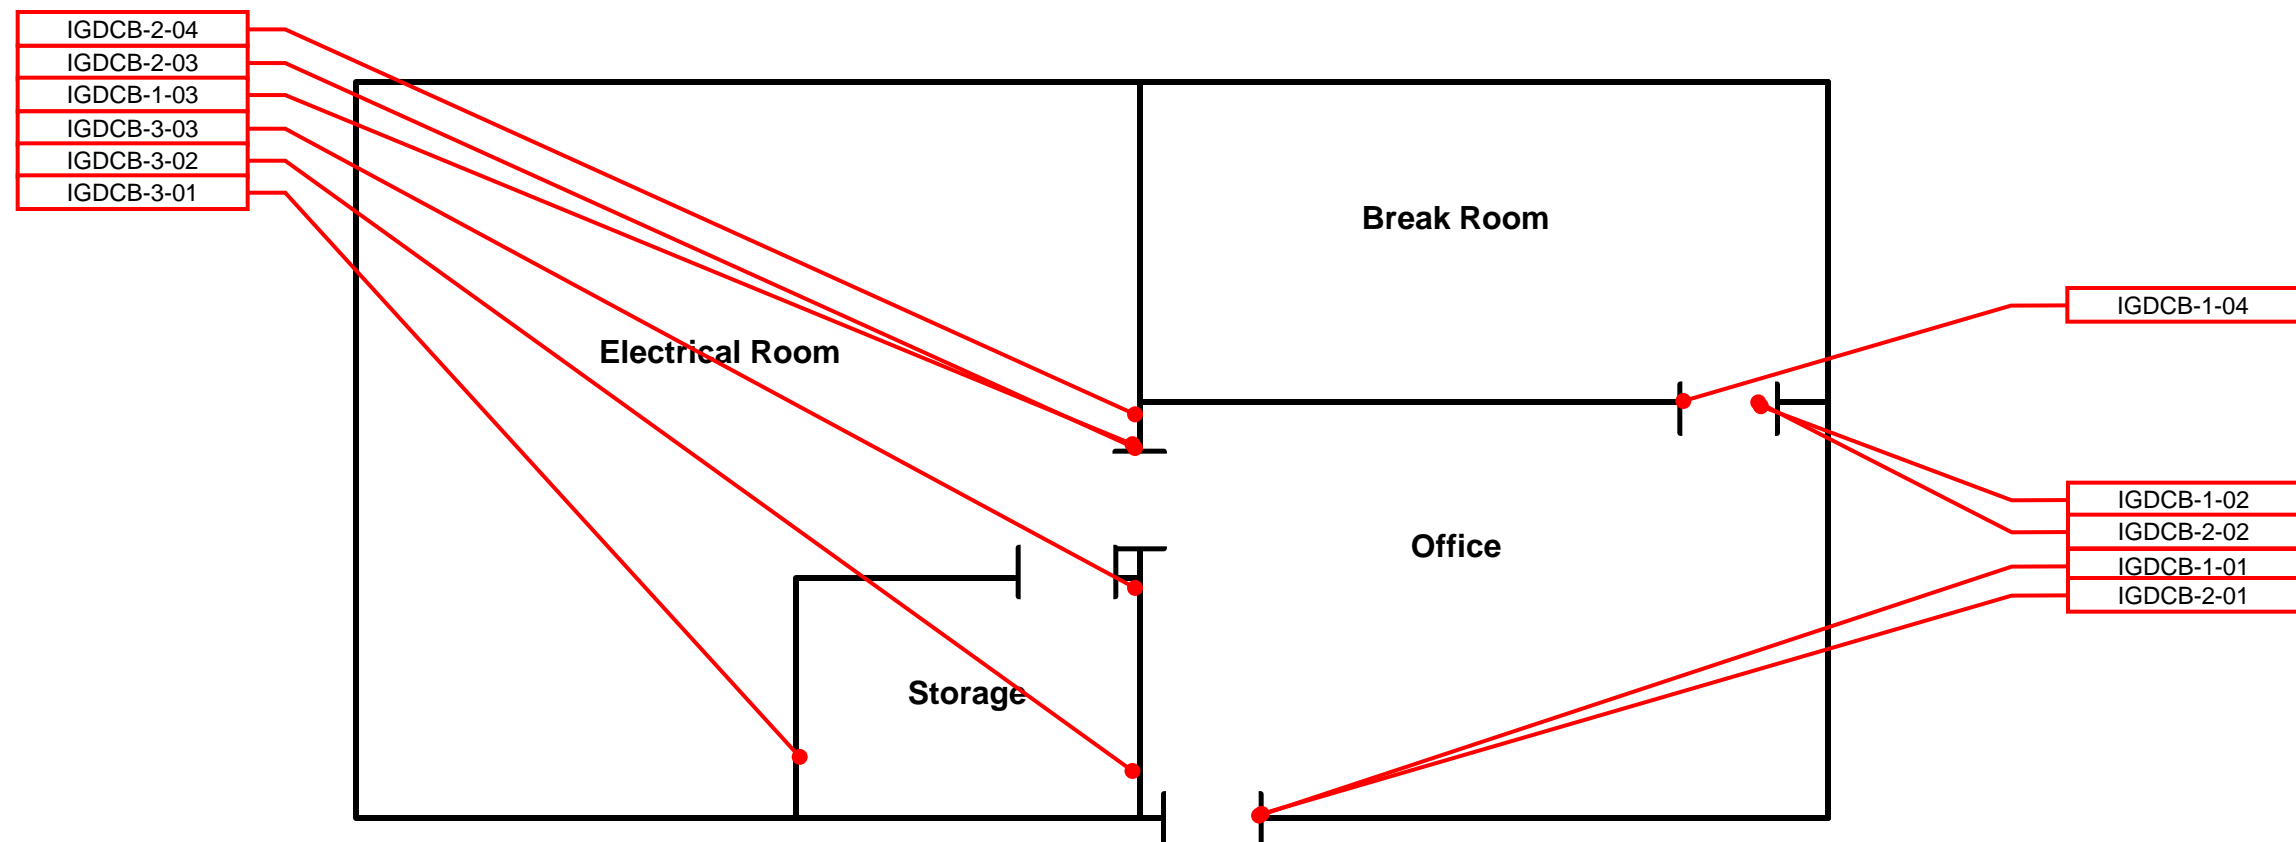 IGDCB-2-04
IGDCB-2-03
IGDCB-1-03
IGDCB-3-03
IGDCB-3-02
IGDCB-3-01
Break Room
IGDCB-1-04
Electrical Room
IGDCB-1-02
IGDCB-2-02
Office
IGDCB-1-01
IGDCB-2-01
Storage